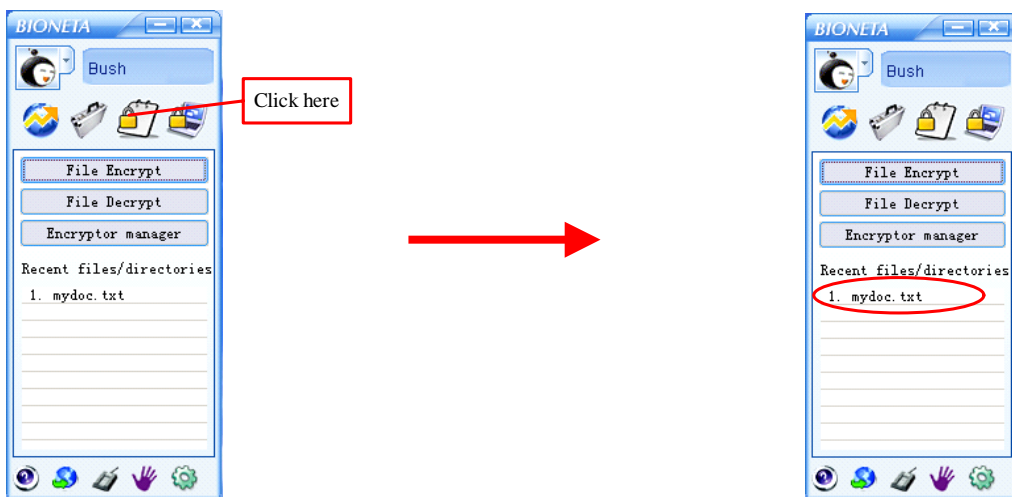 BIONETA
Bush
Click here
File Encrypt
File Decrypt
Encryptor manager
Recent files/directories
1. mydoc.txt
BIONETA
Bush
File Encrypt
File Decrypt
Encryptor manager
Recent files/directories
1. mydoc.txt